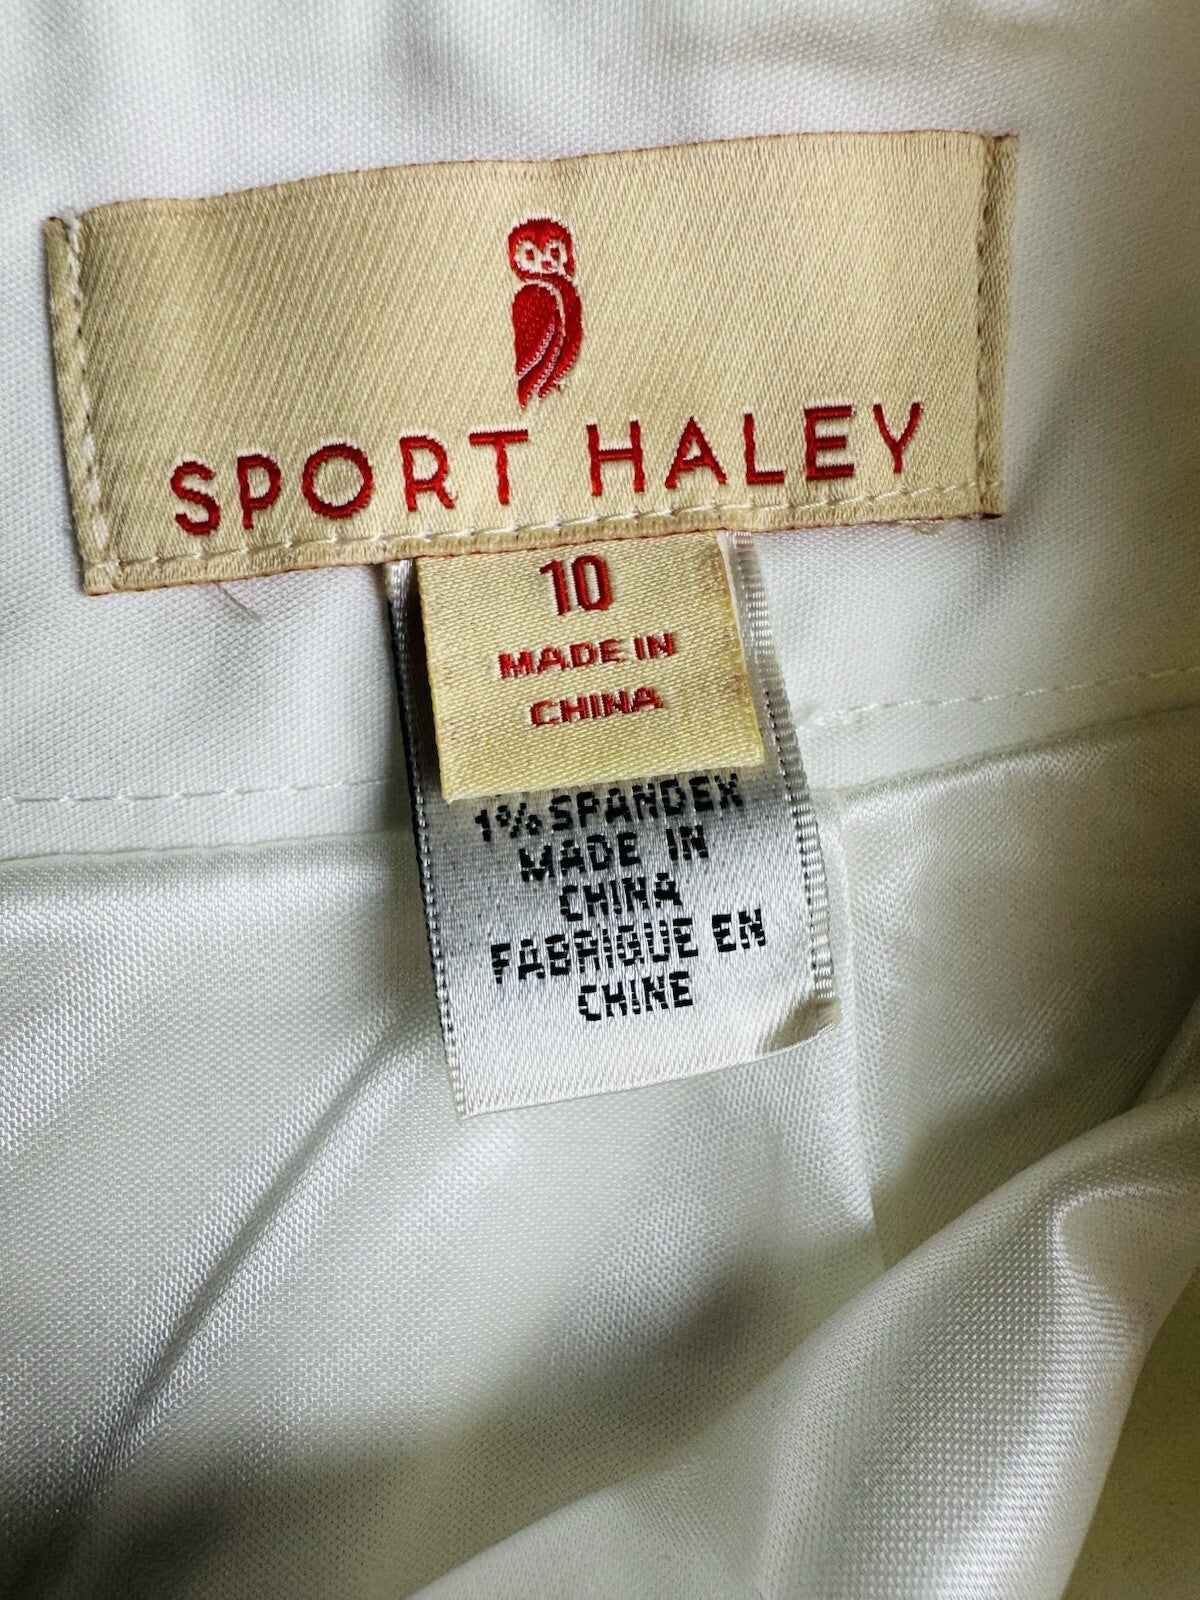 SPORT HALEY
10
MADE IN
CHINA
1% SPANDEX
MADE IN
CHINA
FABRIQUE EN
CHINE